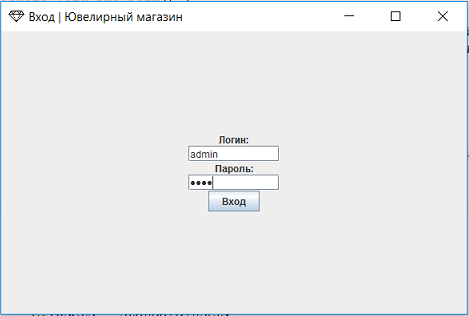 Вход | Ювелирный магазин
Логин:
admin
Пароль:
••••
Вход